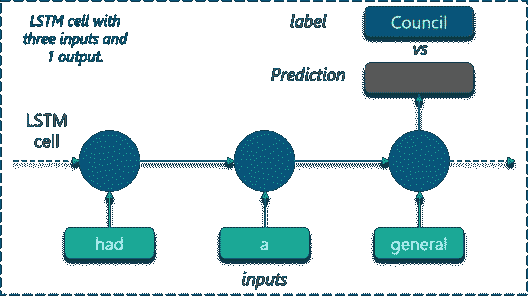 LSTM cell with
three inputs and
1 output.
label
Council
vs
Prediction
LSTM
cell
had
a
general
inputs